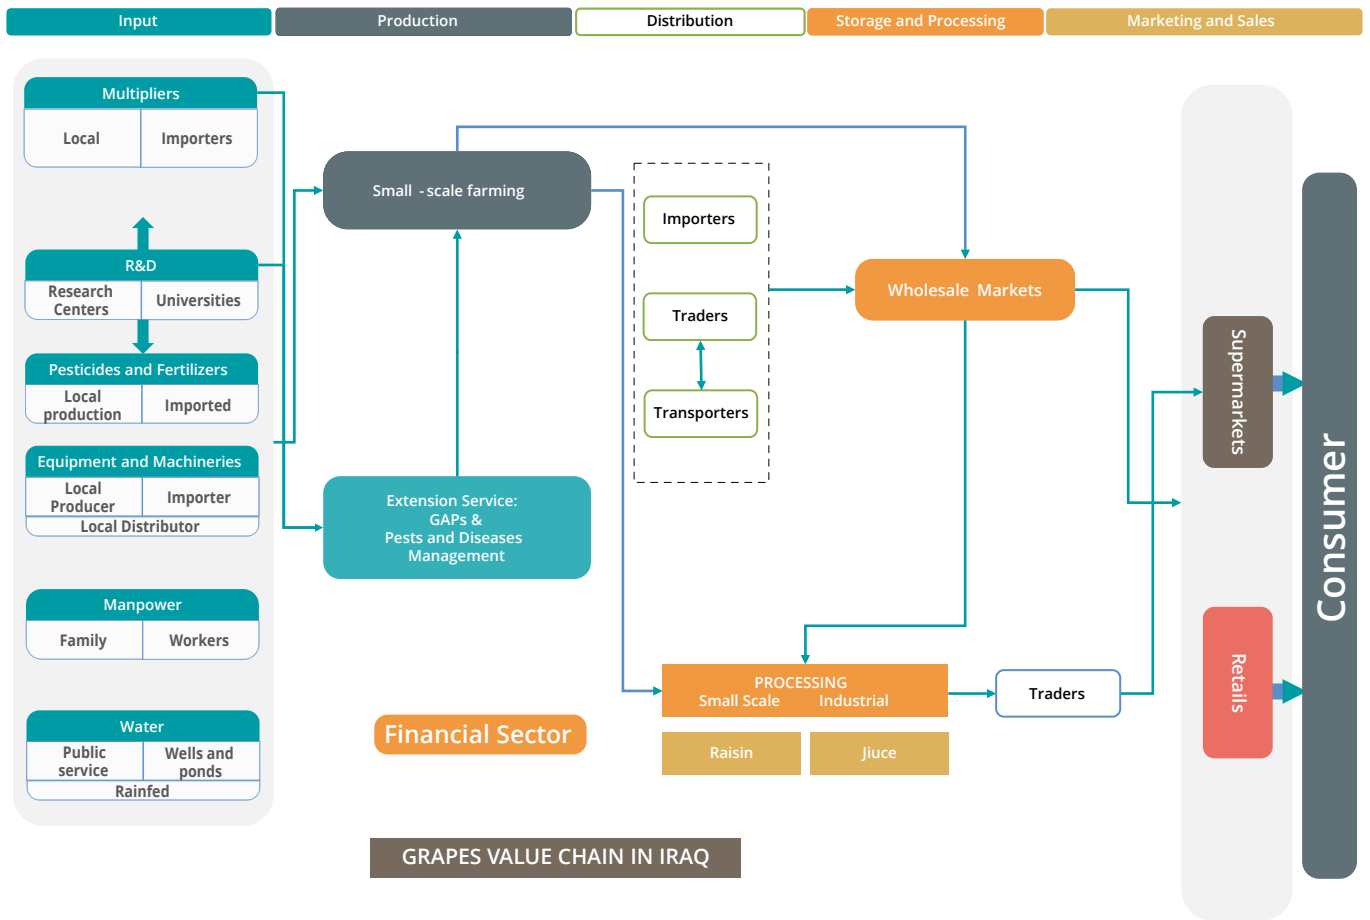 Input
Production
Distribution
Storage and Processing
Marketing and Sales
Multipliers
Local
Importers
R&D
Research
Centers
Universities
Pesticides and Fertilizers
Local
production
Imported
Equipment and Machineries
Local
Producer
Importer
Local Distributor
Manpower
Family
Workers
Water
Public
service
Wells and
ponds
Rainfed
Small - scale farming
Extension Service:
GAPs &
Pests and Diseases
Management
Financial Sector
Importers
Traders
Transporters
Wholesale Markets
PROCESSING
Small Scale
Industrial
Raisin
Jiuce
Traders
Supermarkets
Retails
Consumer
GRAPES VALUE CHAIN IN IRAQ